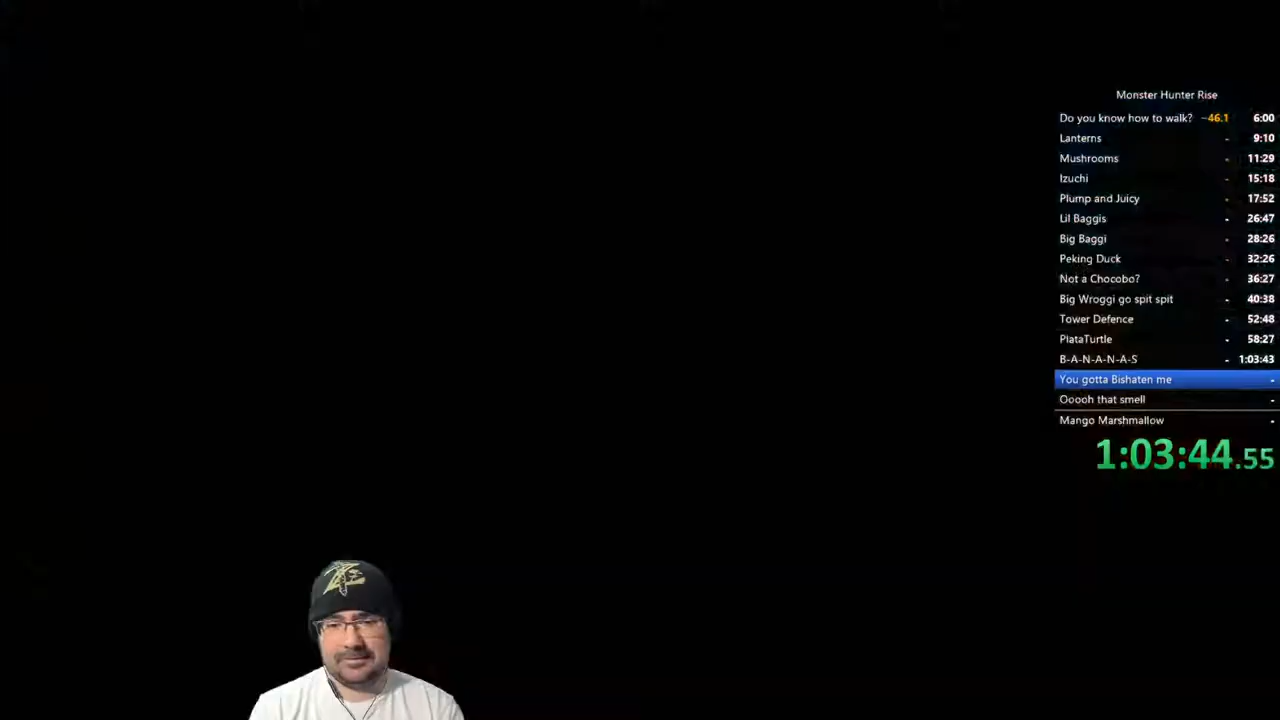 Monster Hunter Rise
Do you know how to walk? -46.1 6:00
Lanterns - 9:10
Mushrooms - 11:29
Izuchi - 15:18
Plump and Juicy - 17:52
Lil Baggis - 26:47
Big Baggi - 28:26
Peking Duck - 32:26
Not a Chocobo? - 36:27
Big Wroggi go spit spit - 40:38
Tower Defence - 52:48
PlataTurtle - 58:27
B-A-N-A-N-A-S - 1:03:43
You gotta Bishaten me -
Ooooh that smell -
Mango Marshmallow -
1:03:44.55